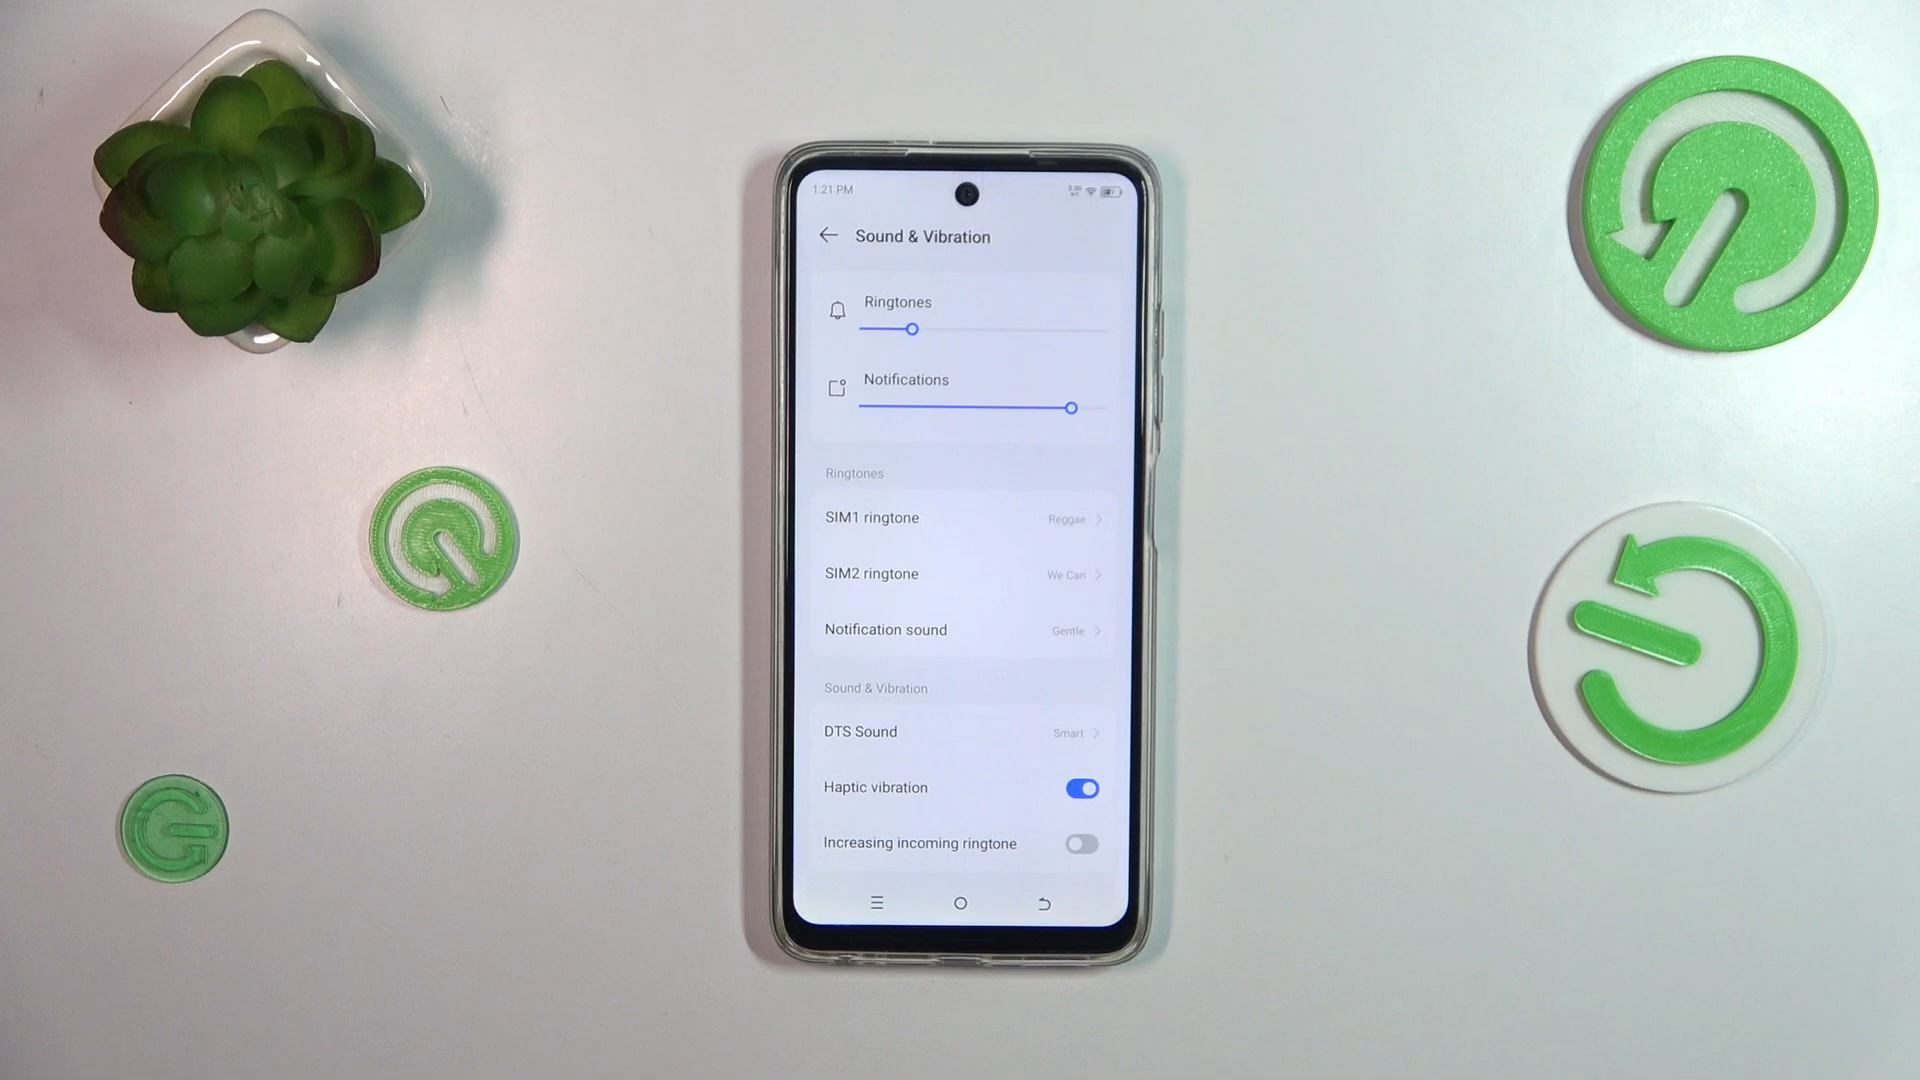 1:21 PM
Sound & Vibration
Ringtones
Notifications
Ringtones
SIM1 ringtone Reggae
SIM2 ringtone We Can
Notification sound Gentle
Sound & Vibration
DTS Sound Smart
Haptic vibration
Increasing incoming ringtone